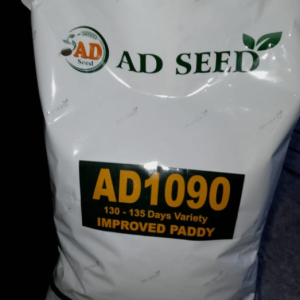 AD
Seed
AD SEED
AD1090
130 - 135 Days Variety
IMPROVED PADDY